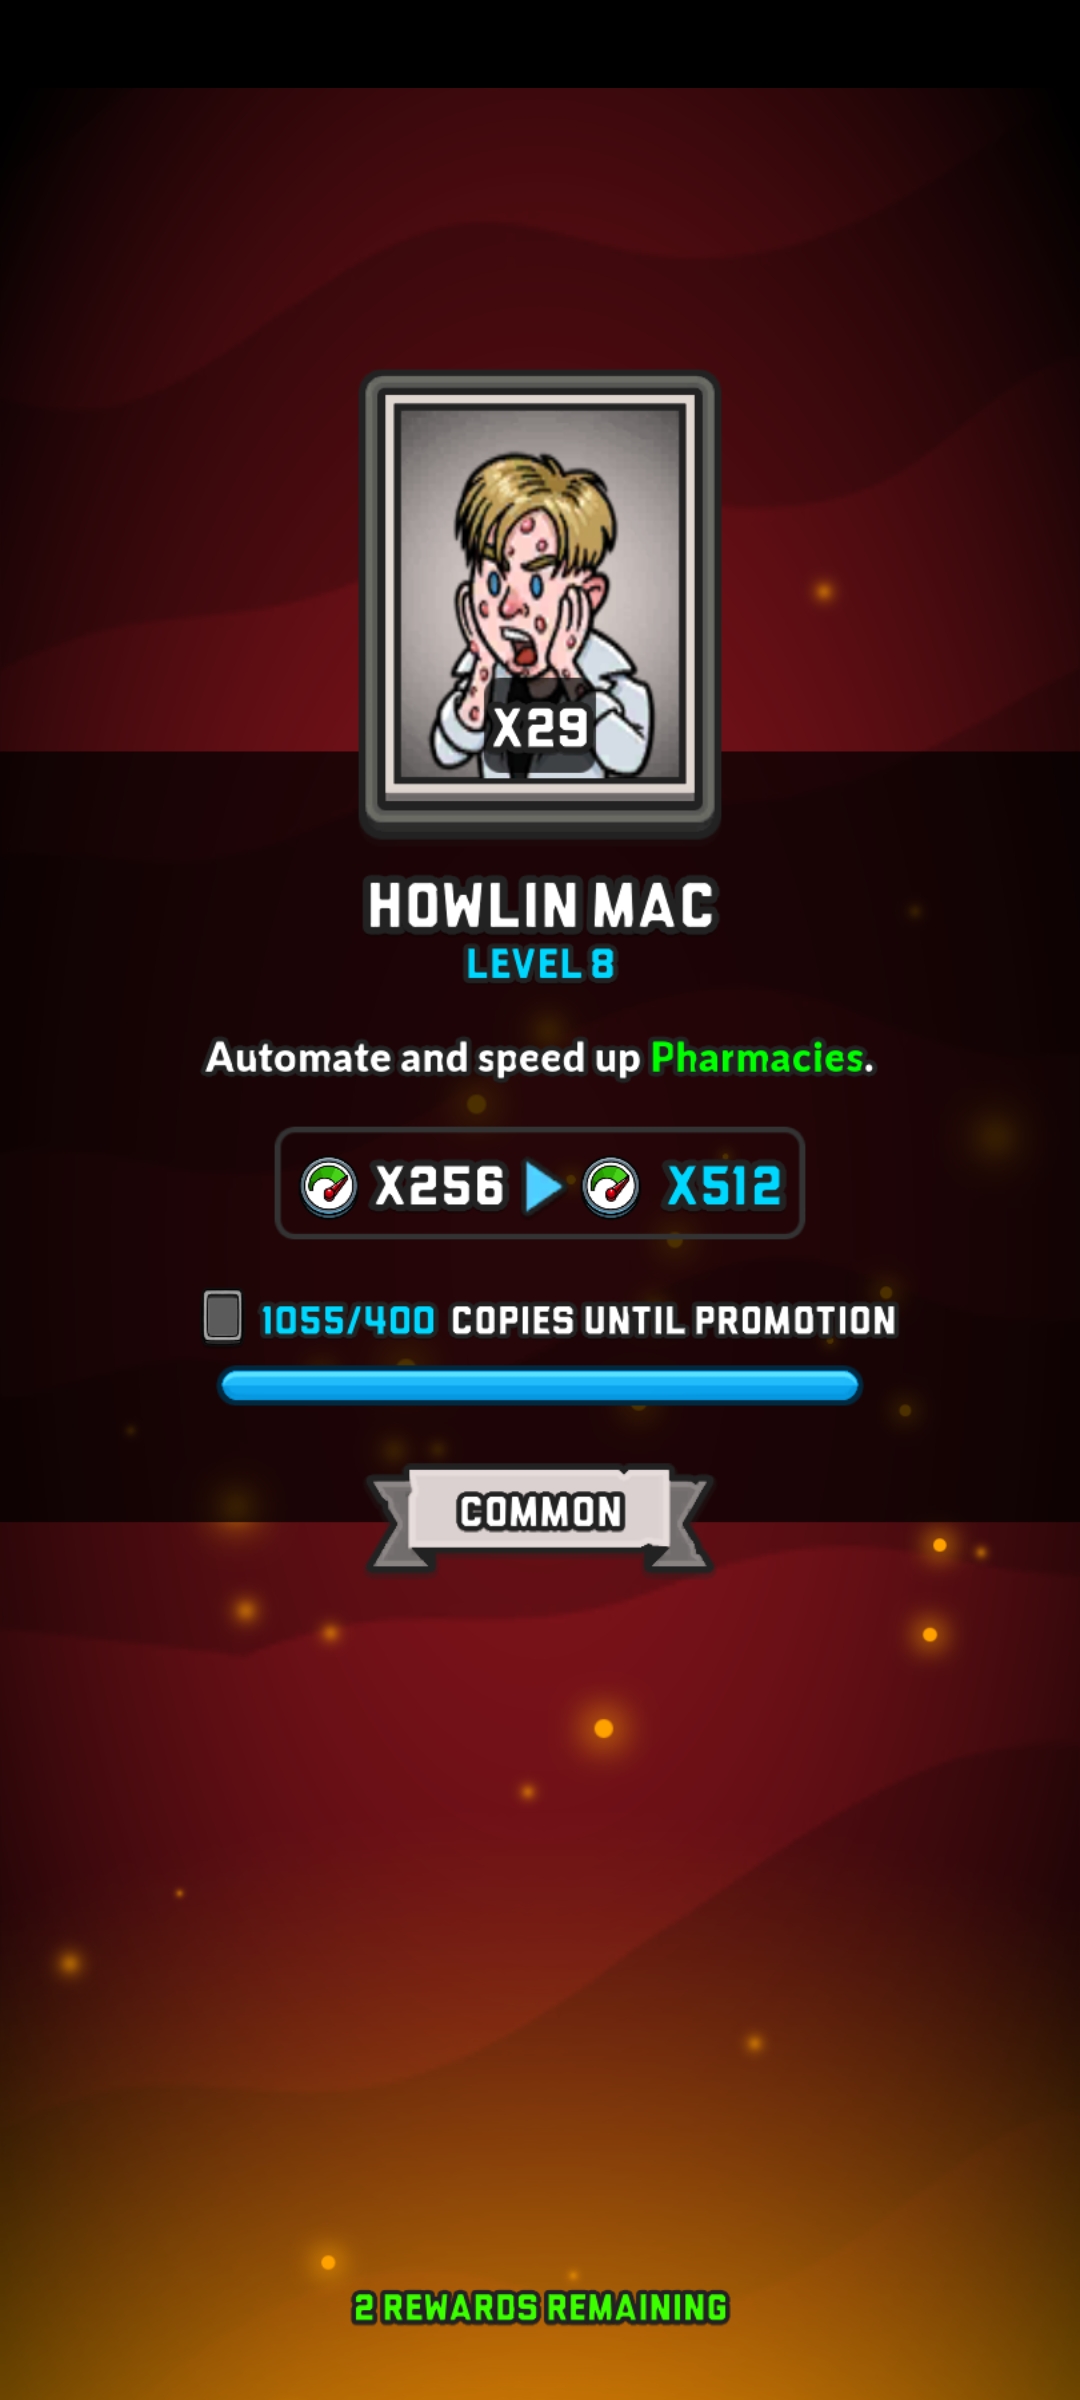 X29
HOWLIN MAC
LEVEL 8
Automate and speed up Pharmacies.
X256 X512
1055/400 COPIES UNTIL PROMOTION
COMMON
2 REWARDS REMAINING